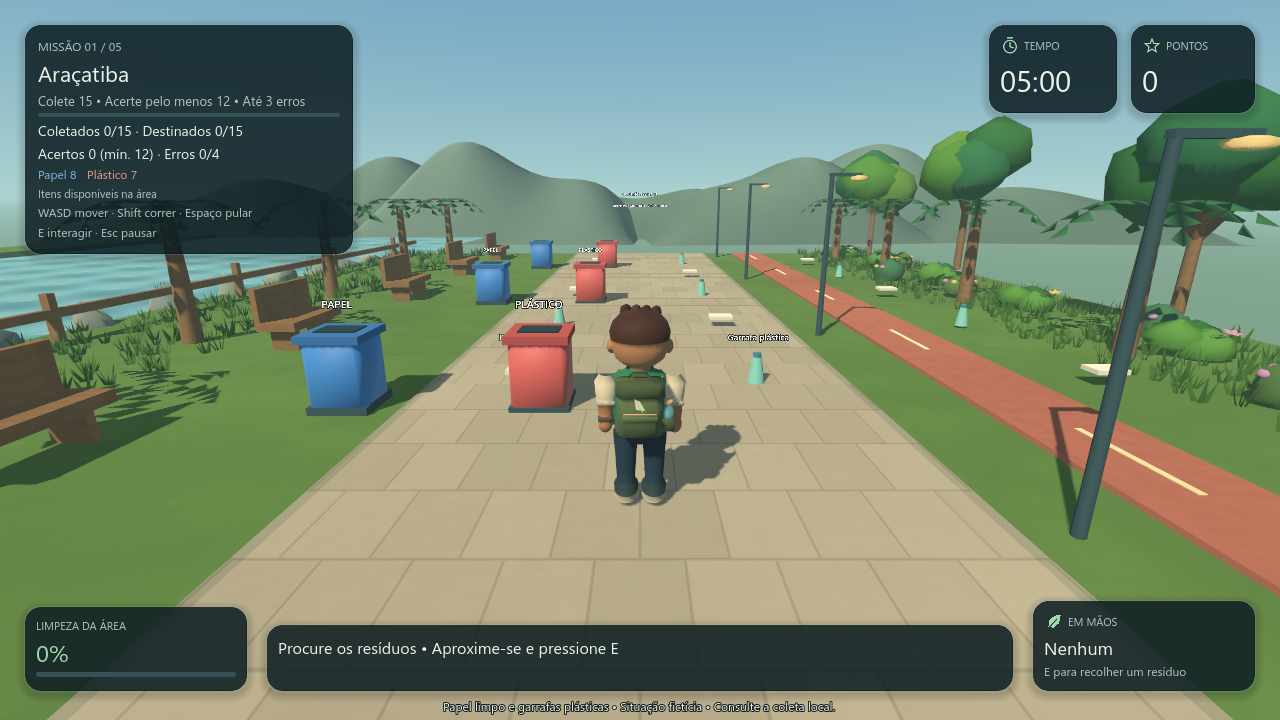 MISSÃO 01 / 05
Araçatiba
Colete 15 • Acerte pelo menos 12 • Até 3 erros
Coletados 0/15 · Destinados 0/15
Acertos 0 (mín. 12) · Erros 0/4
Papel 8 Plástico 7
Itens disponíveis na área
WASD mover · Shift correr · Espaço pular
E interagir · Esc pausar
TEMPO
05:00
PONTOS
0
PAPEL
PLÁSTICO
PAPEL
PLÁSTICO
Garrafa plástica
LIMPEZA DA ÁREA
0%
Procure os resíduos • Aproxime-se e pressione E
EM MÃOS
Nenhum
E para recolher um resíduo
Papel limpo e garrafas plásticas • Situação fictícia • Consulte a coleta local.